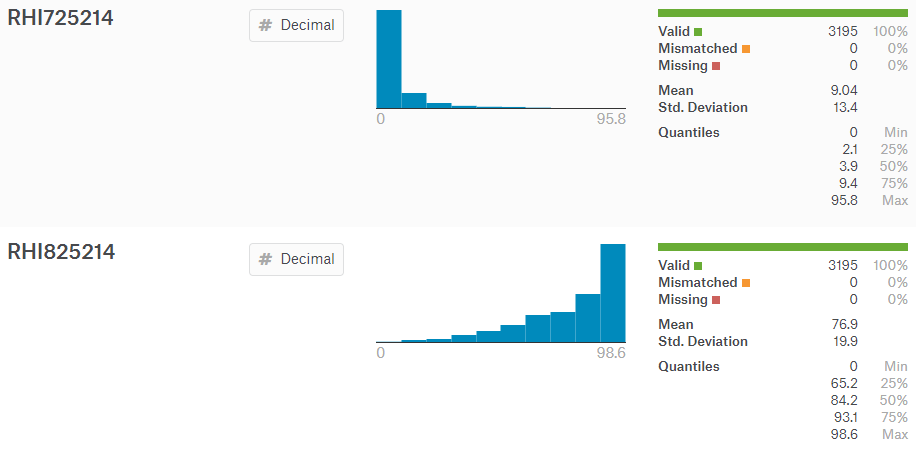 RHI725214
# Decimal
0 95.8
Valid 3195 100%
Mismatched 0 0%
Missing 0 0%
Mean 9.04
Std. Deviation 13.4
Quantiles 0 Min
2.1 25%
3.9 50%
9.4 75%
95.8 Max
RHI825214
# Decimal
0 98.6
Valid 3195 100%
Mismatched 0 0%
Missing 0 0%
Mean 76.9
Std. Deviation 19.9
Quantiles 0 Min
65.2 25%
84.2 50%
93.1 75%
98.6 Max